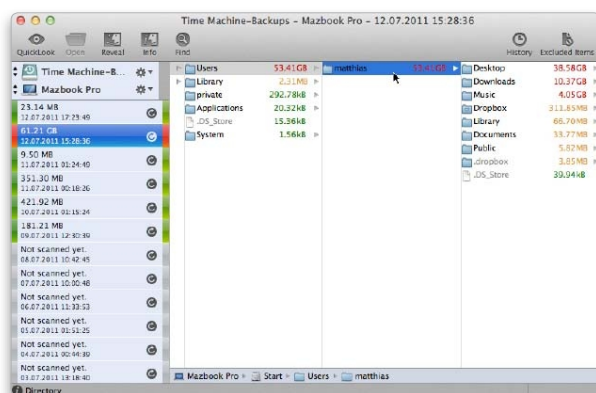 Time Machine-Backups – Mazbook Pro – 12.07.2011 15:28:36
QuickLook Open Reveal Info Find History Excluded Items
Time Machine-B...
Mazbook Pro
23.14 MB
12.07.2011 17:23:49
61.21 GB
12.07.2011 15:28:36
9.50 MB
11.07.2011 01:24:49
351.30 MB
11.07.2011 00:18:26
421.92 MB
10.07.2011 01:15:24
181.21 MB
09.07.2011 12:30:39
Not scanned yet.
08.07.2011 10:42:45
Not scanned yet.
07.07.2011 10:00:48
Not scanned yet.
06.07.2011 11:33:53
Not scanned yet.
05.07.2011 01:51:25
Not scanned yet.
04.07.2011 00:44:39
Not scanned yet.
03.07.2011 13:18:40
Users 53.41GB
Library 2.31MB
private 292.78kB
Applications 20.32kB
.DS_Store 15.36kB
System 1.56kB
matthias 53.41GB
Desktop 38.58GB
Downloads 10.37GB
Music 4.05GB
Dropbox 311.85MB
Library 66.70MB
Documents 33.77MB
Public 5.82MB
.dropbox 3.85MB
.DS_Store 39.94kB
Mazbook Pro Start Users matthias
Directory